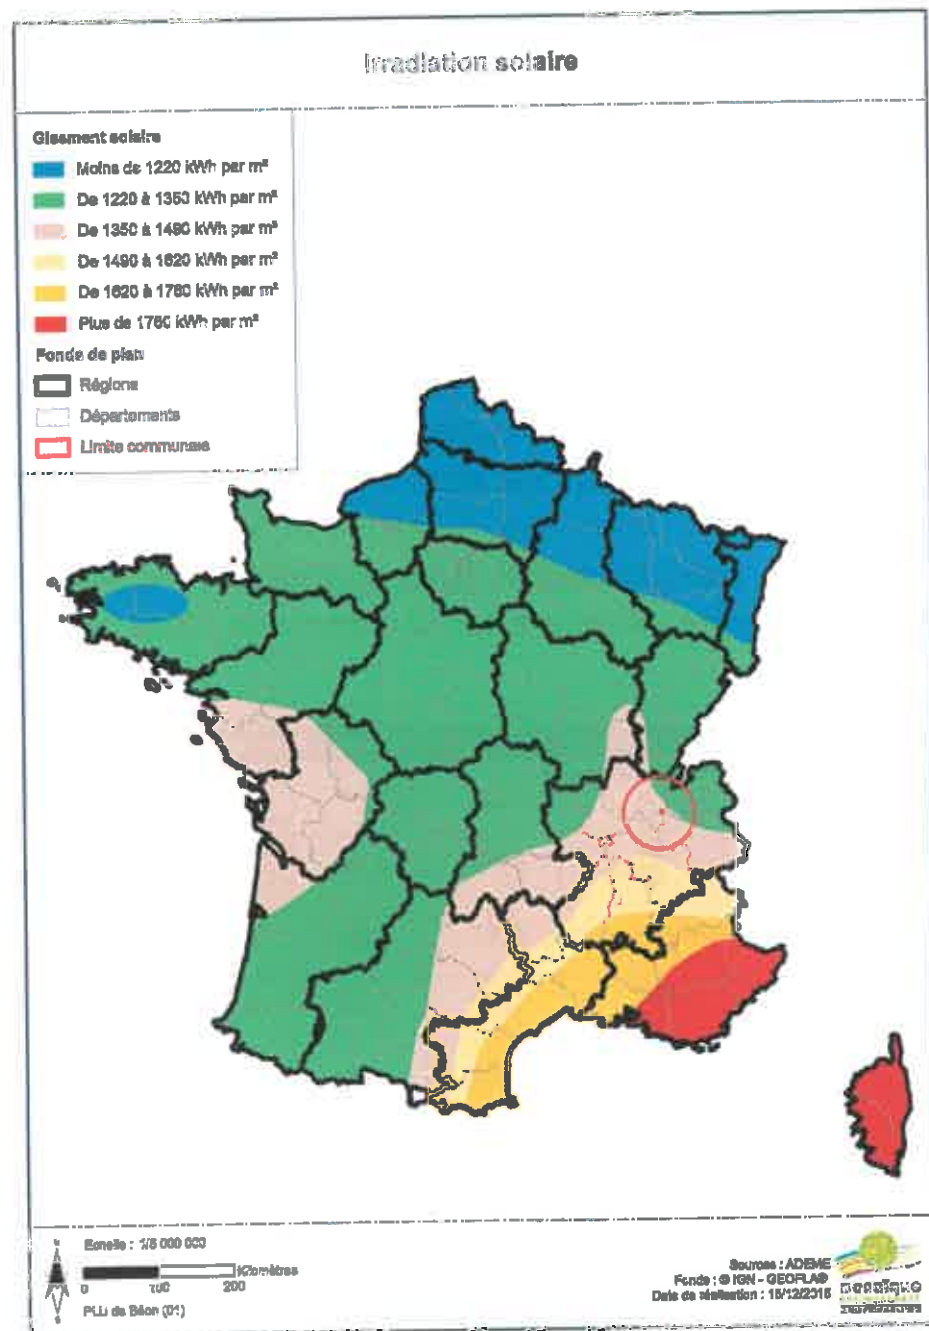 Irradiation solaire
Gisement solaire
Moins de 1220 kWh par m²
De 1220 à 1350 kWh par m²
De 1350 à 1490 kWh par m²
De 1490 à 1620 kWh par m²
De 1620 à 1760 kWh par m²
Plus de 1760 kWh par m²
Fonds de plan
Régions
Départements
Limite communale
Echelle : 1/6 000 000
Kilomètres
0 100 200
PLU de Béon (01)
Sources : ADEME
Fonds : © IGN - GEOFLA®
Date de réalisation : 15/12/2015
mosaïque